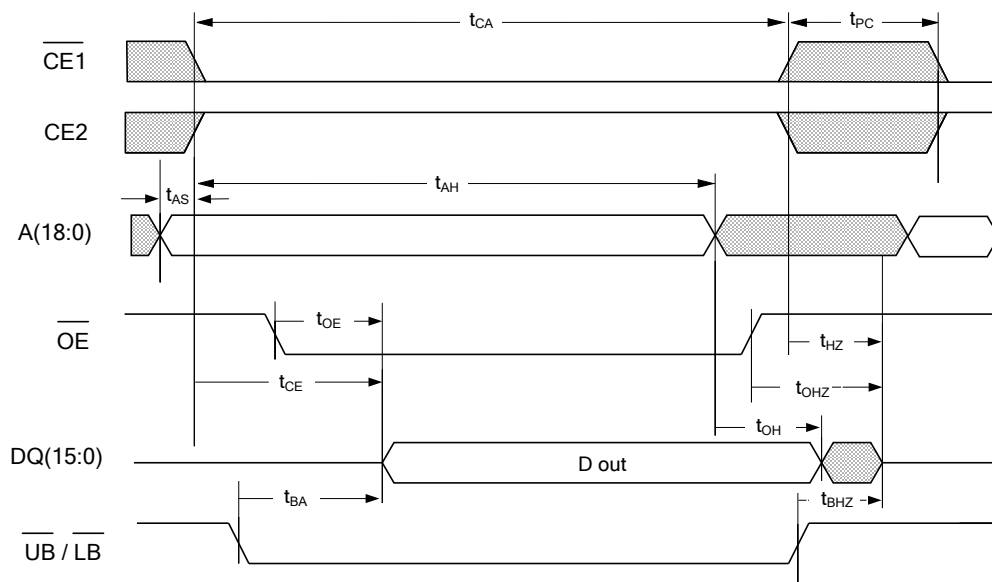 tCA
tPC
CE1
CE2
tAS
tAH
A(18:0)
tOE
OE
tHZ
tCE
tOHZ
tOH
DQ(15:0)
D out
tBA
tBHZ
UB / LB